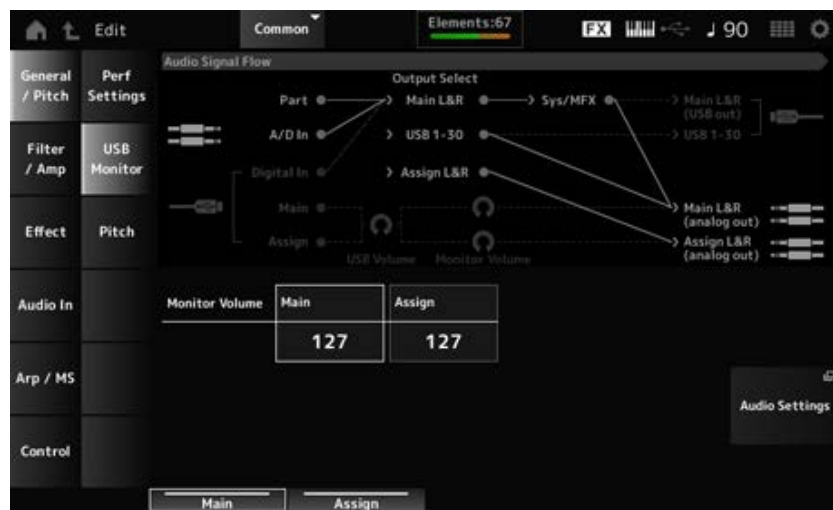 Edit
Common
Elements:67
FX
♩ 90
General / Pitch
Perf Settings
Filter / Amp
USB Monitor
Effect
Pitch
Audio In
Arp / MS
Control
Audio Signal Flow
Output Select
Part
Main L&R
Sys/MFX
Main L&R (USB out)
A/D In
USB 1-30
USB 1-30
Digital In
Assign L&R
Main
Main L&R (analog out)
Assign
Assign L&R (analog out)
USB Volume
Monitor Volume
Monitor Volume
Main
Assign
127
127
Audio Settings
Main
Assign